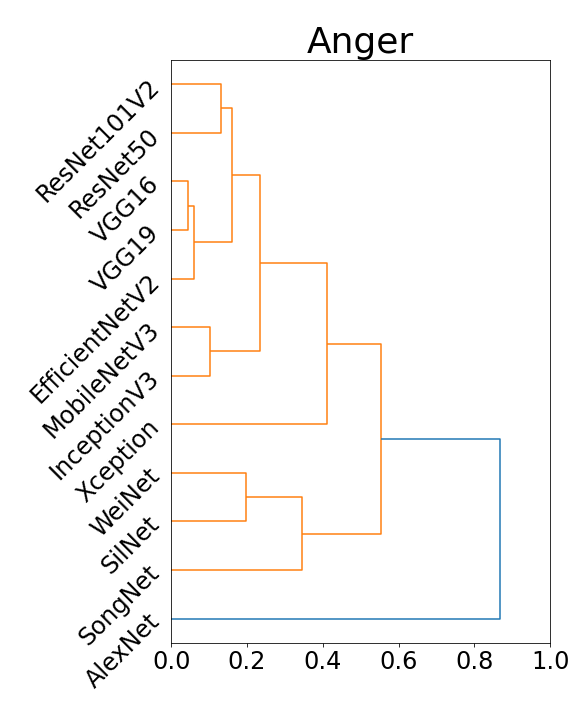 Anger
ResNet101V2
ResNet50
VGG16
VGG19
EfficientNetV2
MobileNetV3
InceptionV3
Xception
WeiNet
SilNet
SongNet
AlexNet
0.0 0.2 0.4 0.6 0.8 1.0